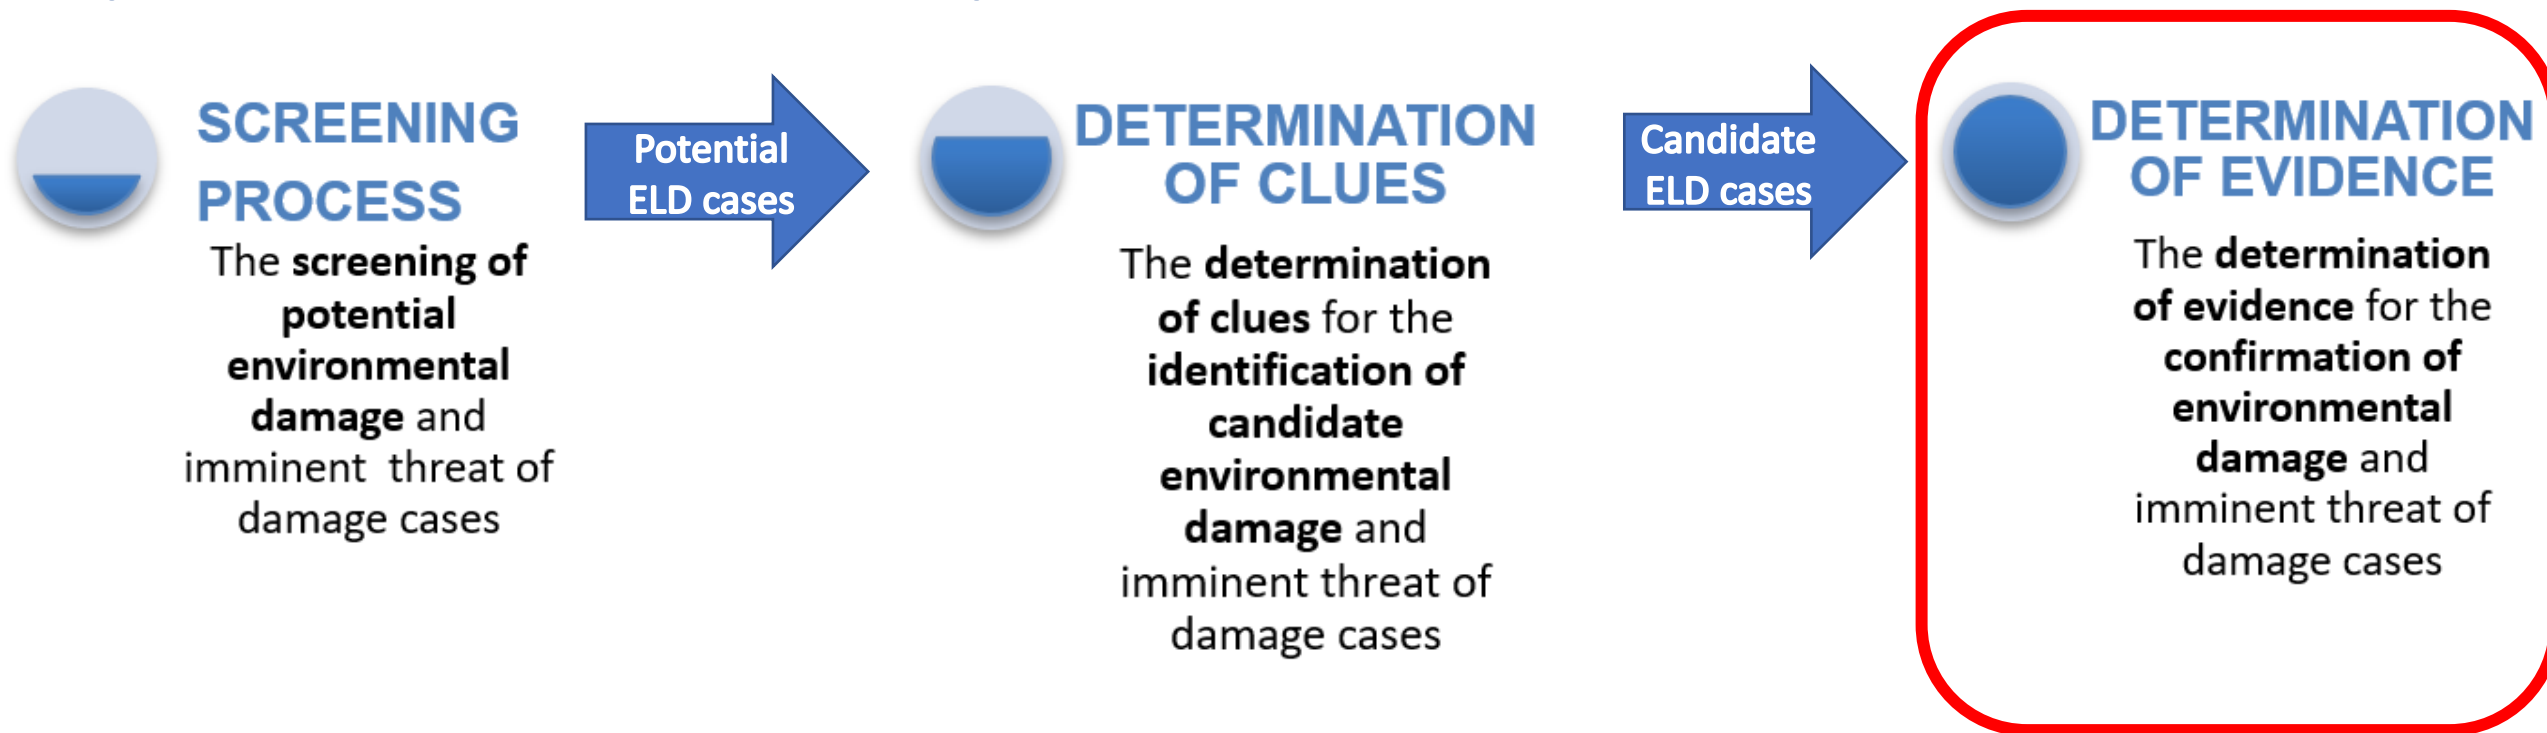 SCREENING
PROCESS
The screening of
potential
environmental
damage and
imminent threat of
damage cases
Potential
ELD cases
DETERMINATION
OF CLUES
The determination
of clues for the
identification of
candidate
environmental
damage and
imminent threat of
damage cases
Candidate
ELD cases
DETERMINATION
OF EVIDENCE
The determination
of evidence for the
confirmation of
environmental
damage and
imminent threat of
damage cases